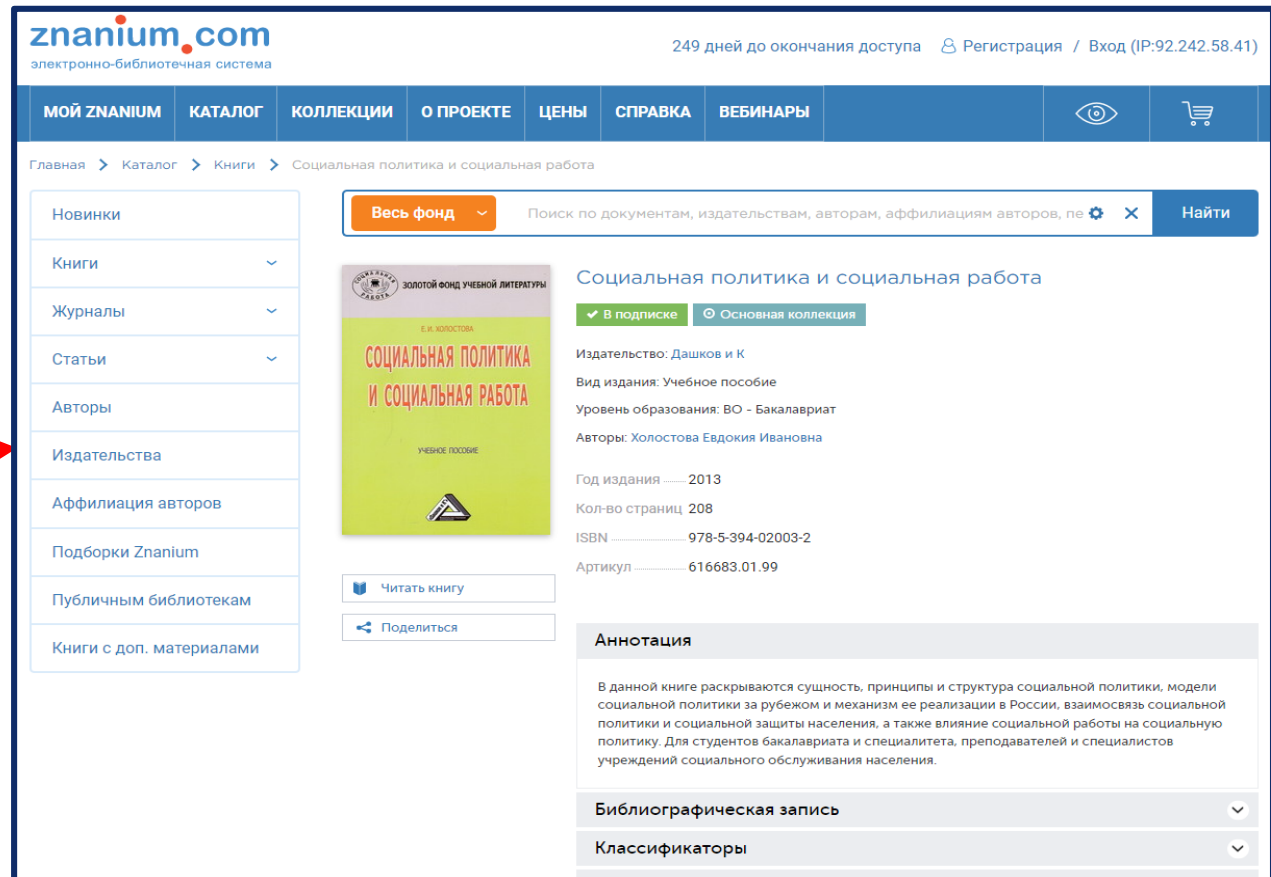 znanium.com
электронно-библиотечная система
249 дней до окончания доступа Регистрация / Вход (IP:92.242.58.41)
МОЙ ZNANIUM КАТАЛОГ КОЛЛЕКЦИИ О ПРОЕКТЕ ЦЕНЫ СПРАВКА ВЕБИНАРЫ
Главная > Каталог > Книги > Социальная политика и социальная работа
Новинки
Книги
Журналы
Статьи
Авторы
Издательства
Аффилиация авторов
Подборки Znanium
Публичным библиотекам
Книги с доп. материалами
Весь фонд Поиск по документам, издательствам, авторам, аффилиациям авторов, пе Найти
СОЦИАЛЬНАЯ РАБОТА
ЗОЛОТОЙ ФОНД УЧЕБНОЙ ЛИТЕРАТУРЫ
Е.И. ХОЛОСТОВА
СОЦИАЛЬНАЯ ПОЛИТИКА
И СОЦИАЛЬНАЯ РАБОТА
УЧЕБНОЕ ПОСОБИЕ
Читать книгу
Поделиться
Социальная политика и социальная работа
В подписке Основная коллекция
Издательство: Дашков и К
Вид издания: Учебное пособие
Уровень образования: ВО - Бакалавриат
Авторы: Холостова Евдокия Ивановна
Год издания 2013
Кол-во страниц 208
ISBN 978-5-394-02003-2
Артикул 616683.01.99
Аннотация
В данной книге раскрываются сущность, принципы и структура социальной политики, модели
социальной политики за рубежом и механизм ее реализации в России, взаимосвязь социальной
политики и социальной защиты населения, а также влияние социальной работы на социальную
политику. Для студентов бакалавриата и специалитета, преподавателей и специалистов
учреждений социального обслуживания населения.
Библиографическая запись
Классификаторы